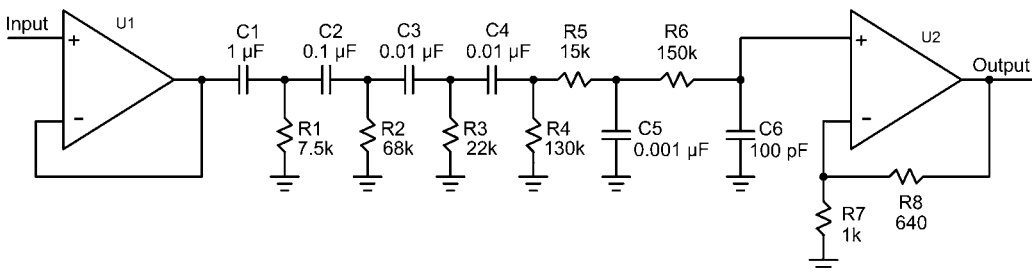 Input
U1
+
−
C1
1 µF
R1
7.5k
C2
0.1 µF
R2
68k
C3
0.01 µF
R3
22k
C4
0.01 µF
R4
130k
R5
15k
C5
0.001 µF
R6
150k
C6
100 pF
U2
+
−
Output
R7
1k
R8
640